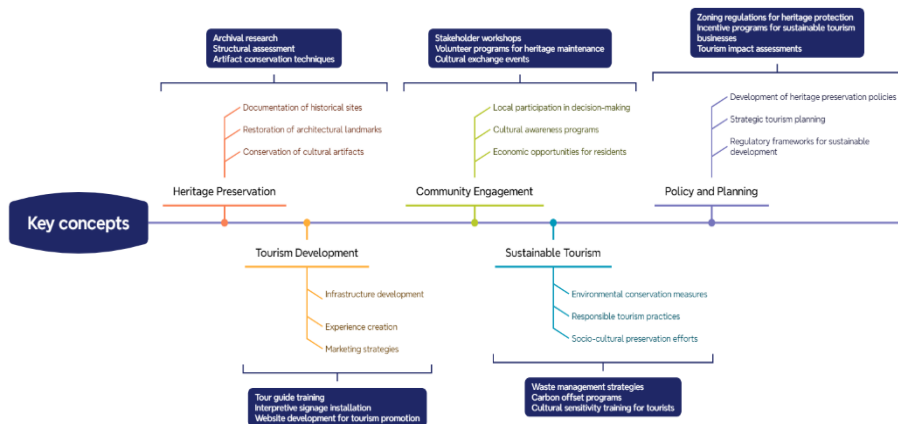 Key concepts
Archival research
Structural assessment
Artifact conservation techniques
Documentation of historical sites
Restoration of architectural landmarks
Conservation of cultural artifacts
Heritage Preservation
Tourism Development
Infrastructure development
Experience creation
Marketing strategies
Tour guide training
Interpretive signage installation
Website development for tourism promotion
Stakeholder workshops
Volunteer programs for heritage maintenance
Cultural exchange events
Local participation in decision-making
Cultural awareness programs
Economic opportunities for residents
Community Engagement
Sustainable Tourism
Environmental conservation measures
Responsible tourism practices
Socio-cultural preservation efforts
Waste management strategies
Carbon offset programs
Cultural sensitivity training for tourists
Zoning regulations for heritage protection
Incentive programs for sustainable tourism
businesses
Tourism impact assessments
Development of heritage preservation policies
Strategic tourism planning
Regulatory frameworks for sustainable
development
Policy and Planning